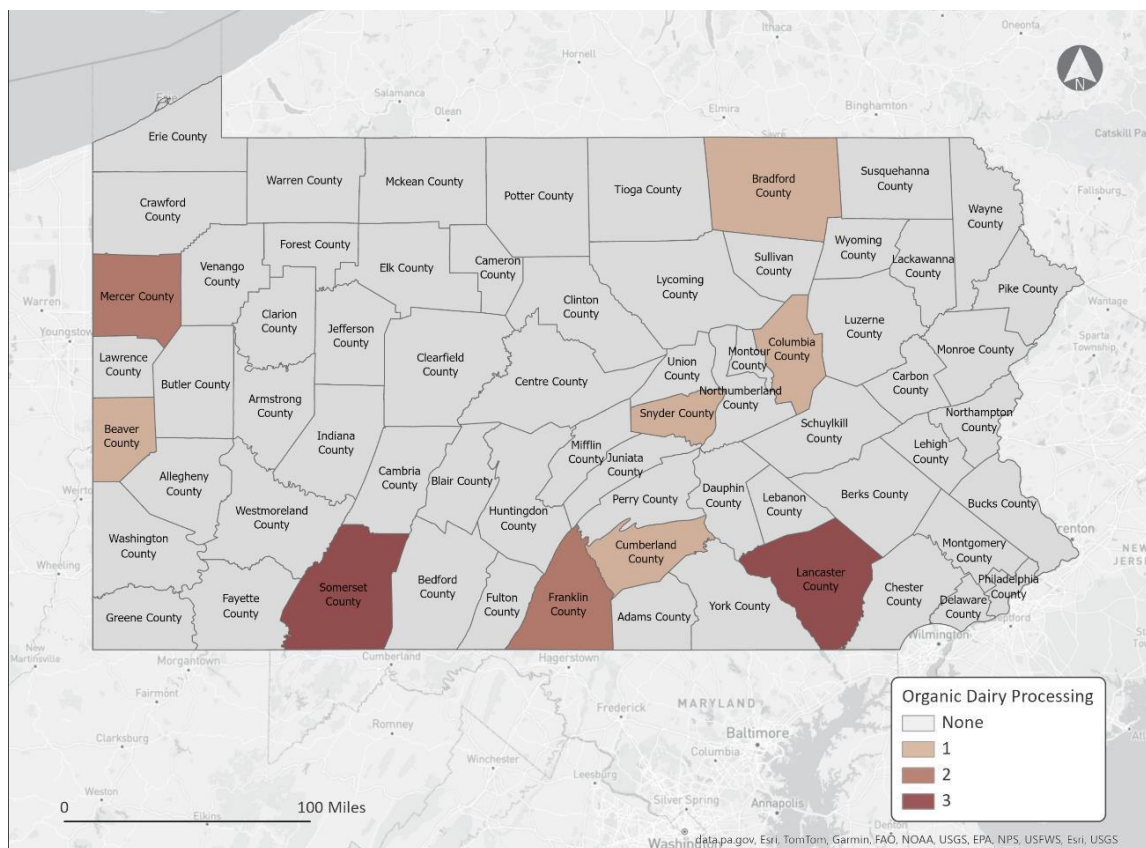 Ithaca
Oneonta
Hornell
Erie
Salamanca
Olean
Elmira
Binghamton
N
Sayre
Catskill Pa
Erie County
Warren County
Mckean County
Potter County
Tioga County
Bradford
County
Susquehanna
County
Fallsburg
Crawford
County
Wayne
County
Forest County
Venango
County
Elk County
Cameron
County
Lycoming
County
Sullivan
County
Wyoming
County
Lackawanna
County
Mercer County
Warren
Youngstown
Clarion
County
Jefferson
County
Clinton
County
Pike County
Wantage
Luzerne
County
Columbia
County
Montour
County
Monroe County
Sparta
Township
Lawrence
County
Butler County
Clearfield
County
Centre County
Union
County
Northumberland
County
Carbon
County
Armstrong
County
Snyder County
Schuylkill
County
Northampton
County
Beaver
County
Indiana
County
Mifflin
County
Juniata
County
Lehigh
County
Allegheny
County
Weirton
Cambria
County
Blair County
Huntingdon
County
Perry County
Dauphin
County
Lebanon
County
Berks County
Bucks County
Westmoreland
County
Washington
County
Wheeling
Cumberland
County
Montgomery
County
Trenton
NEW
JERSEY
Somerset
County
Bedford
County
Fulton
County
Franklin
County
Lancaster
County
Chester
County
Philadelphia
County
Delaware
County
Fayette
County
Greene County
Adams County
York County
Deptford
Wilmington
New
Martinsville
Morgantown
Cumberland
Hagerstown
Fairmont
Clarksburg
Romney
Frederick
MARYLAND
Baltimore
Columbia
Winchester
Leesburg
Weston
Elkins
Silver Spring
Annapolis
Washington
Denton
Organic Dairy Processing
None
1
2
3
0
100 Miles
data.pa.gov, Esri, TomTom, Garmin, FAO, NOAA, USGS, EPA, NPS, USFWS, Esri, USGS